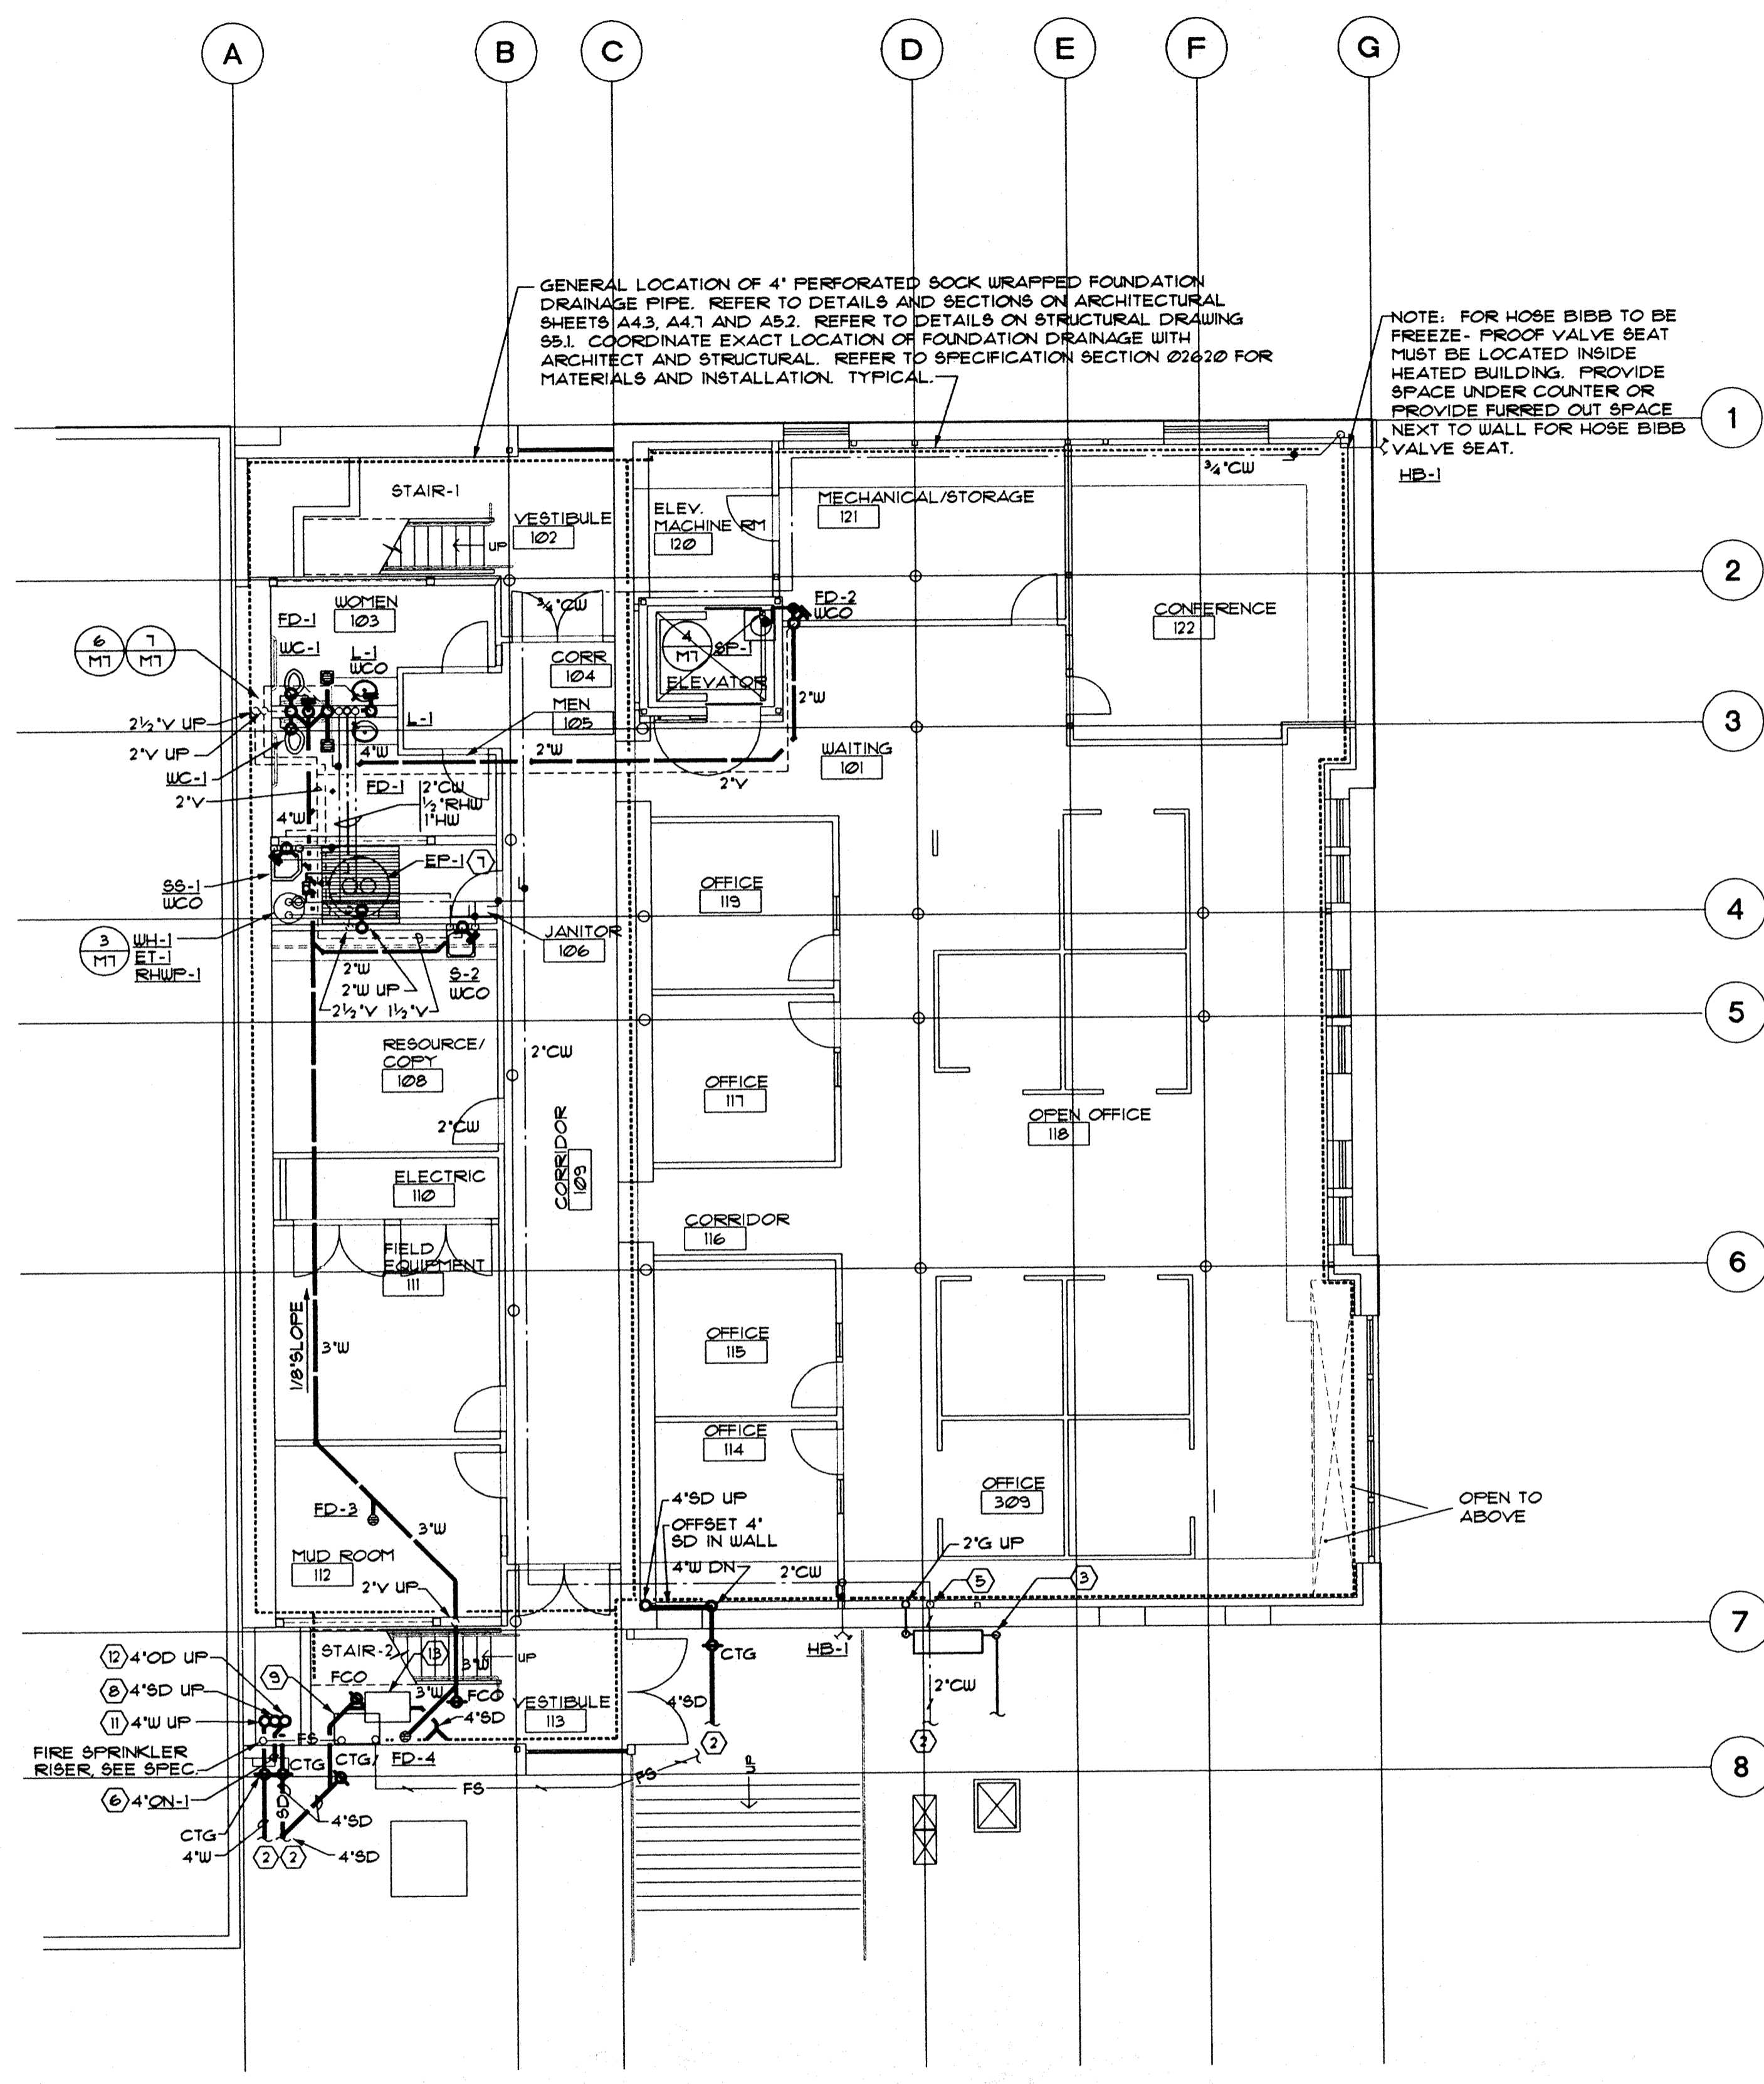 A
B
C
D
E
F
G
GENERAL LOCATION OF 4" PERFORATED SOCK WRAPPED FOUNDATION
DRAINAGE PIPE. REFER TO DETAILS AND SECTIONS ON ARCHITECTURAL
SHEETS A4.3, A4.7 AND A5.2. REFER TO DETAILS ON STRUCTURAL DRAWING
S5.1. COORDINATE EXACT LOCATION OF FOUNDATION DRAINAGE WITH
ARCHITECT AND STRUCTURAL. REFER TO SPECIFICATION SECTION 02620 FOR
MATERIALS AND INSTALLATION. TYPICAL.
NOTE: FOR HOSE BIBB TO BE
FREEZE- PROOF VALVE SEAT
MUST BE LOCATED INSIDE
HEATED BUILDING. PROVIDE
SPACE UNDER COUNTER OR
PROVIDE FURRED OUT SPACE
NEXT TO WALL FOR HOSE BIBB
VALVE SEAT.
HB-1
1
3/4"CW
STAIR-1
UP
VESTIBULE
102
ELEV.
MACHINE RM
120
MECHANICAL/STORAGE
121
2
WOMEN
103
FD-1
WC-1
L-1
WCO
3/4"CW
6
M7
7
M7
CORR
104
4
M7
SP-1
ELEVATOR
FD-2
WCO
CONFERENCE
122
2"W
L-1
MEN
105
2 1/2"V UP
2"V UP
WC-1
2"V
4"W
2"W
FD-1
2"CW
1/2"RHW
1"HW
4"W
WAITING
101
2"V
3
EP-1
7
SS-1
WCO
OFFICE
119
4
3
M7
WH-1
ET-1
RHWP-1
JANITOR
106
2"W
2"W UP
2 1/2"V 1 1/2"V
S-2
WCO
5
RESOURCE/
COPY
108
2"CW
2"CW
OFFICE
117
OPEN OFFICE
118
CORRIDOR
109
ELECTRIC
110
CORRIDOR
116
FIELD
EQUIPMENT
111
6
1/8"SLOPE
3"W
OFFICE
115
OFFICE
114
OFFICE
309
OPEN TO
ABOVE
FD-3
3"W
4"SD UP
OFFSET 4"
SD IN WALL
4"W DN
2"CW
2"G UP
5
3
MUD ROOM
112
2"V UP
7
STAIR-2
13
UP
3"W
FCO
3"W
FCO
12
4"OD UP
9
8
4"SD UP
11
4"W UP
FS
4"SD
VESTIBULE
113
4"SD
CTG
HB-1
2"CW
FIRE SPRINKLER
RISER, SEE SPEC.
CTG
CTG
FD-4
2
2
8
FS
FS
UP
6
4"ON-1
SD
4"SD
CTG
4"W
2
2
4"SD